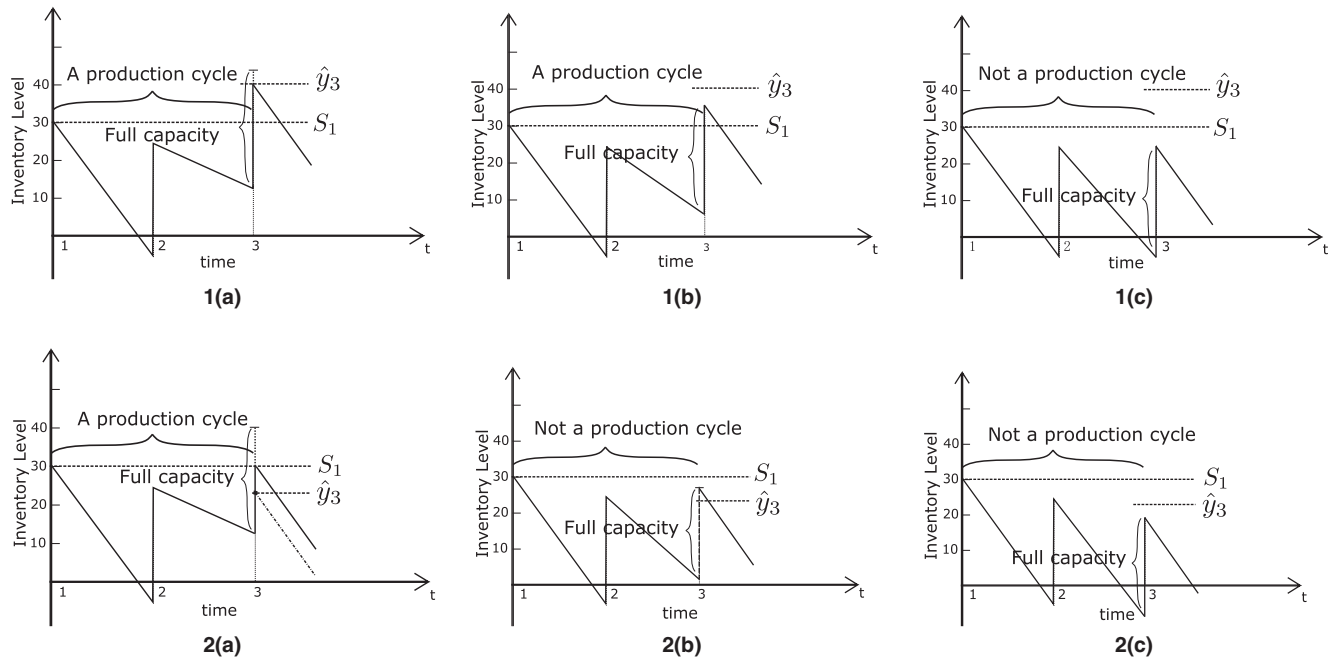 A production cycle
Inventory Level
40
30
20
10
ŷ₃
S₁
Full capacity
1
2
3
t
time
1(a)
A production cycle
Inventory Level
40
30
20
10
ŷ₃
S₁
Full capacity
1
2
3
t
time
1(b)
Not a production cycle
Inventory Level
40
30
20
10
ŷ₃
S₁
Full capacity
1
2
3
t
time
1(c)
A production cycle
Inventory Level
40
30
20
10
S₁
ŷ₃
Full capacity
1
2
3
t
time
2(a)
Not a production cycle
Inventory Level
40
30
20
10
S₁
ŷ₃
Full capacity
1
2
3
t
time
2(b)
Not a production cycle
Inventory Level
40
30
20
10
S₁
ŷ₃
Full capacity
1
2
3
t
time
2(c)